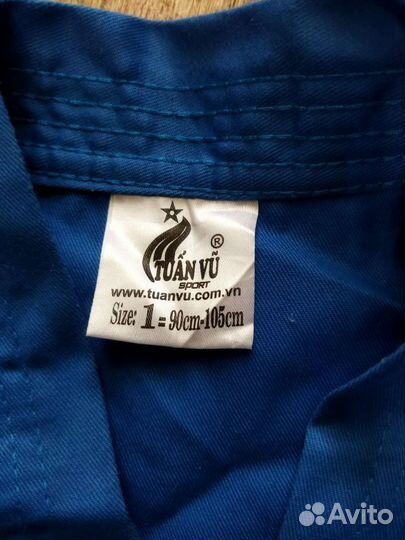 ®
TUẤN VŨ
SPORT
www.tuanvu.com.vn
Size: 1 = 90cm-105cm
Avito